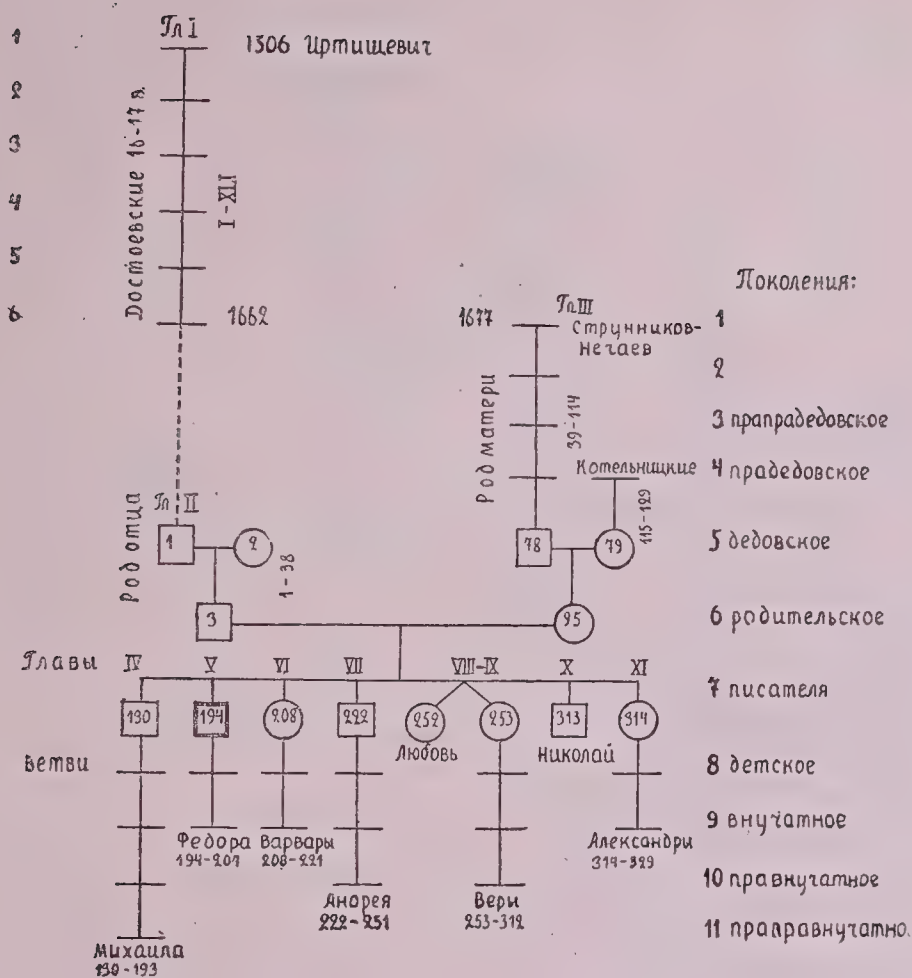 1
Гл I
1506 Иртищевич
2
Достоевские 16-17 в.
3
4
I-XLI
5
6
1662
1677
Гл III
Струнников-
Нечаев
Поколения:
1
2
Род матери
39-114
3 прапрадедовское
Котельницкие
4 прадедовское
115-129
Род отца
Гл II
1
2
1-38
78
79
5 дедовское
3
95
6 родительское
Главы
IV
V
VI
VII
VIII-IX
X
XI
7 писателя
130
194
208
222
252
253
313
314
Любовь
Николай
Ветви
8 детское
Федора
194-207
Варвары
208-221
Александры
314-329
9 внучатное
Андрея
222-251
Веры
253-312
10 правнучатное
11 праправнучатно.
Михаила
130-193